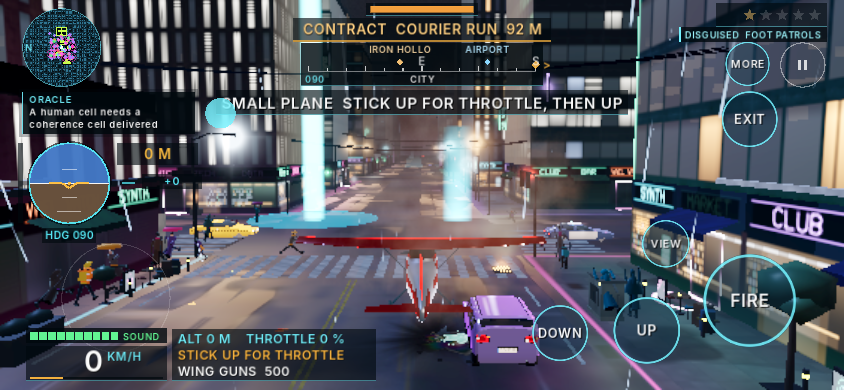 CONTRACT COURIER RUN 92 M
DISGUISED FOOT PATROLS
IRON HOLLO
AIRPORT
E
S
N
090
CITY
MORE
ORACLE
A human cell needs a
coherence cell delivered
SMALL PLANE STICK UP FOR THROTTLE, THEN UP
EXIT
0 M
+0
HDG 090
SYNTH
CLUB
BAR
SYNTH
CLUB
VIEW
FIRE
DOWN
UP
SOUND
0 KM/H
ALT 0 M THROTTLE 0 %
STICK UP FOR THROTTLE
WING GUNS 500